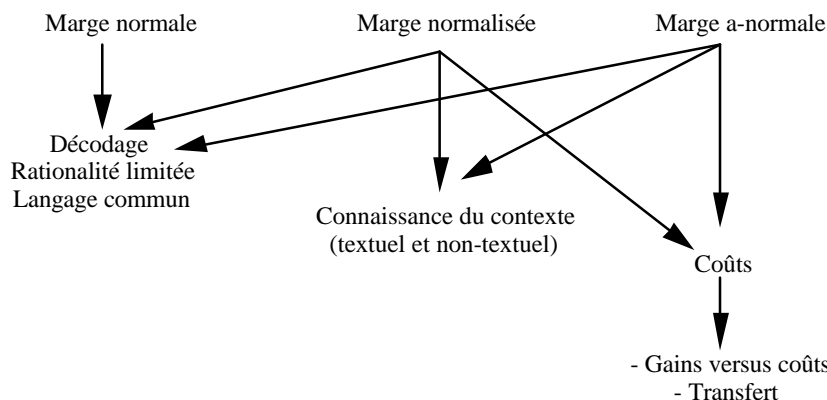 Marge normale
Marge normalisée
Marge a-normale
Décodage
Rationalité limitée
Langage commun
Connaissance du contexte
(textuel et non-textuel)
Coûts
- Gains versus coûts
- Transfert